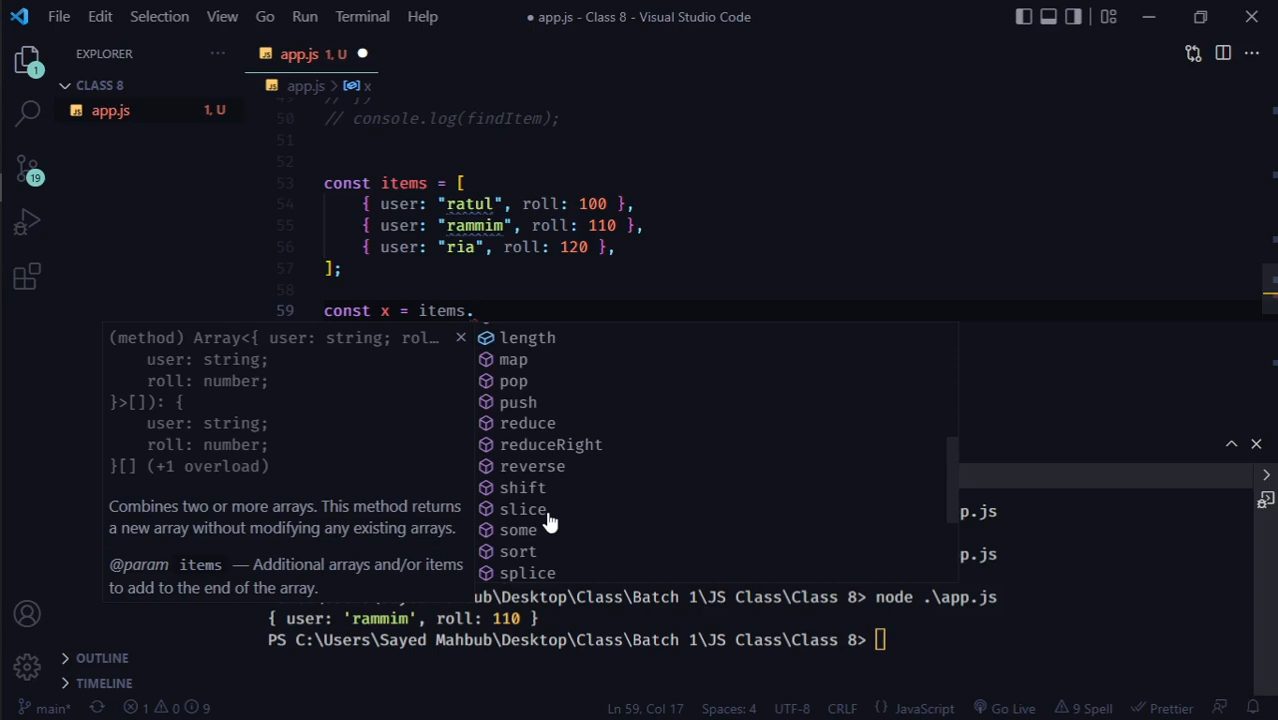 File Edit Selection View Go Run Terminal Help
● app.js - Class 8 - Visual Studio Code
EXPLORER ···
app.js 1, U
1
CLASS 8
app.js > x
app.js 1, U
50 // console.log(findItem);
51
52
53 const items = [
54 { user: "ratul", roll: 100 },
55 { user: "rammim", roll: 110 },
56 { user: "ria", roll: 120 },
57 ];
58
59 const x = items.
19
(method) Array<{ user: string; rol…
user: string;
roll: number;
}>[]): {
user: string;
roll: number;
}[] (+1 overload)
Combines two or more arrays. This method returns
a new array without modifying any existing arrays.
@param items — Additional arrays and/or items
to add to the end of the array.
length
map
pop
push
reduce
reduceRight
reverse
shift
slice
some
sort
splice
p.js
p.js
ub\Desktop\Class\Batch 1\JS Class\Class 8> node .\app.js
{ user: 'rammim', roll: 110 }
PS C:\Users\Sayed Mahbub\Desktop\Class\Batch 1\JS Class\Class 8>
OUTLINE
TIMELINE
main* 1 0 9
Ln 59, Col 17 Spaces: 4 UTF-8 CRLF {} JavaScript Go Live 9 Spell Prettier